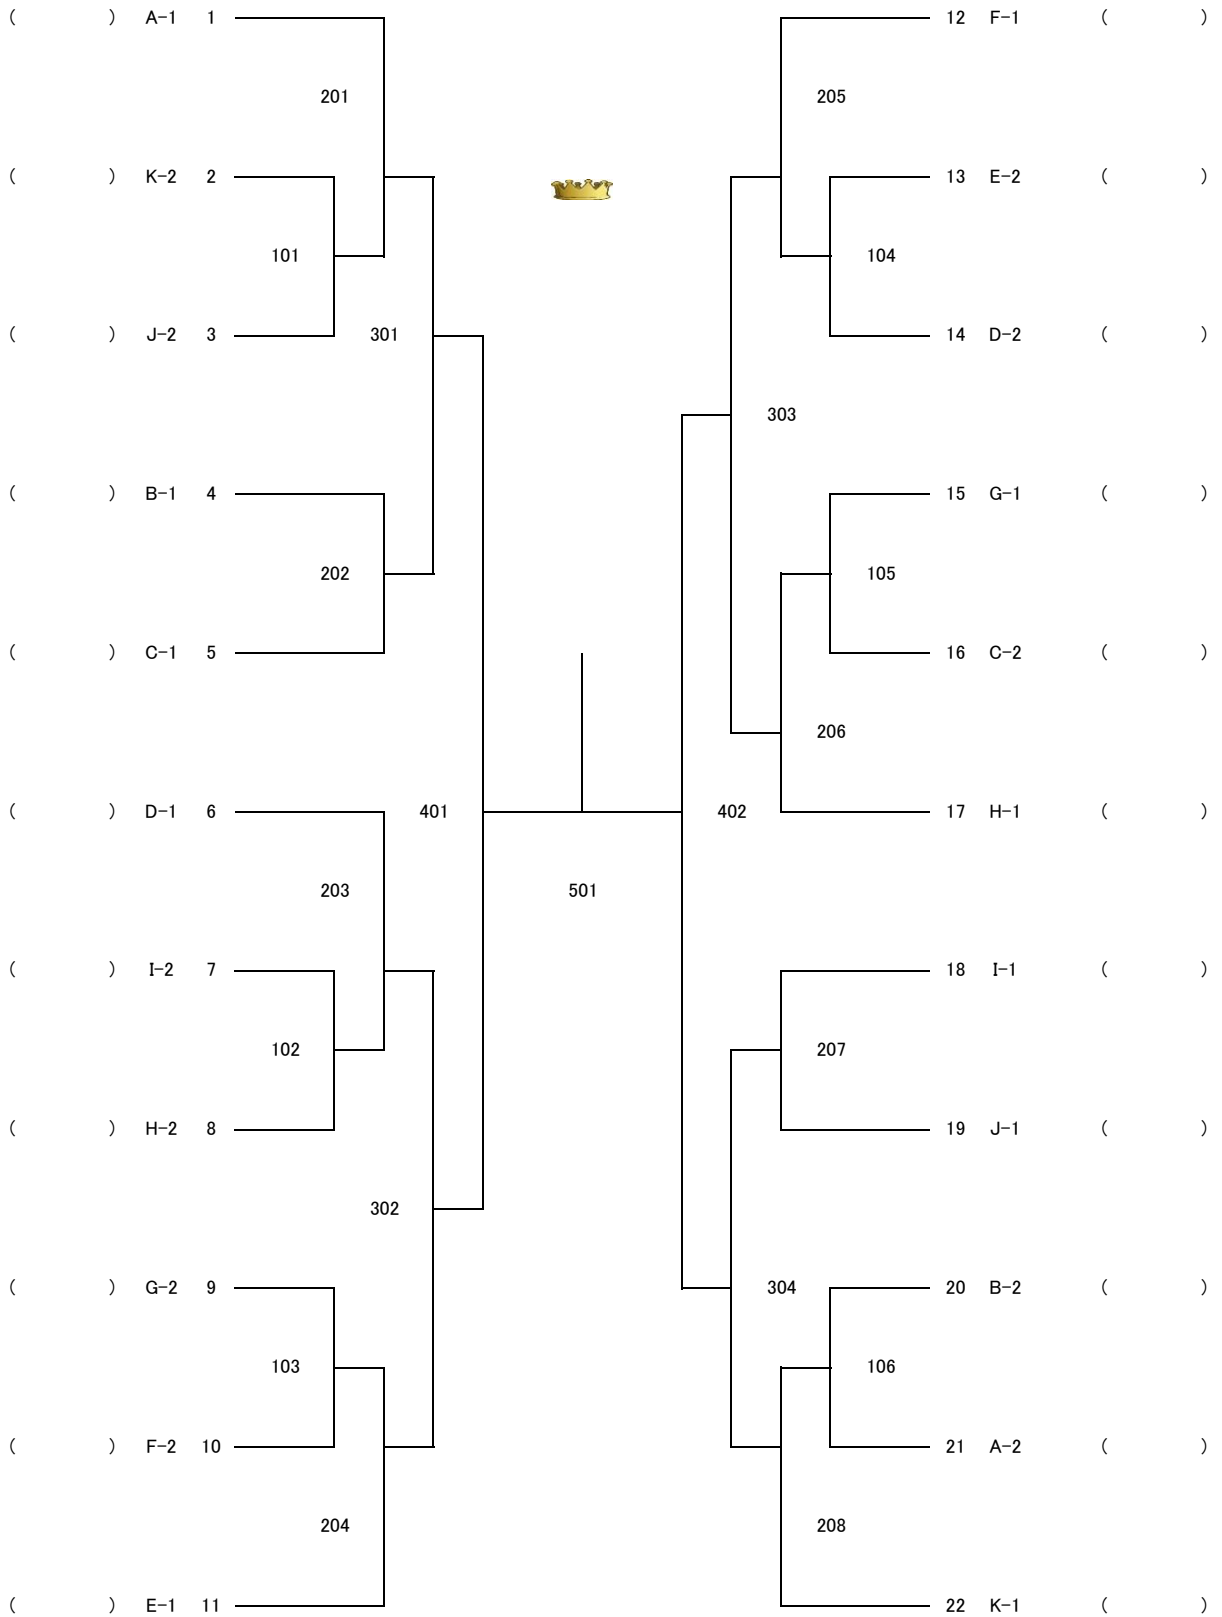 ( ) A-1 1 12 F-1 ( )
201 205
( ) K-2 2 13 E-2 ( )
101 104
( ) J-2 3 301 14 D-2 ( )
303
( ) B-1 4 15 G-1 ( )
202 105
( ) C-1 5 16 C-2 ( )
206
( ) D-1 6 401 402 17 H-1 ( )
203 501
( ) I-2 7 18 I-1 ( )
102 207
( ) H-2 8 19 J-1 ( )
302
( ) G-2 9 304 20 B-2 ( )
103 106
( ) F-2 10 21 A-2 ( )
204 208
( ) E-1 11 22 K-1 ( )